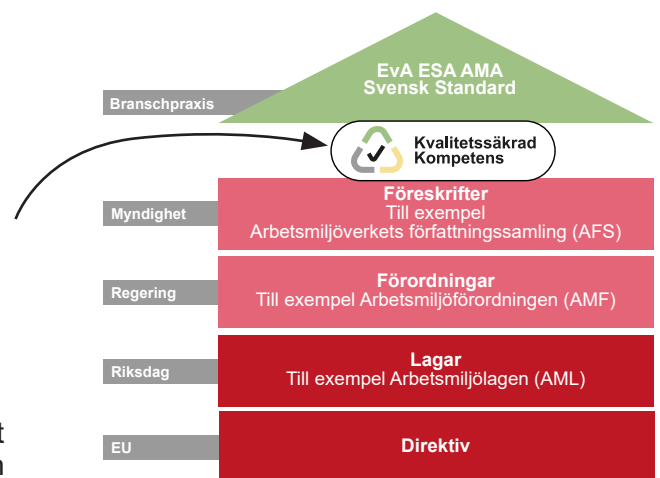 EvA ESA AMA
Svensk Standard
Branschpraxis
Kvalitetssäkrad
Kompetens
Föreskrifter
Myndighet
Till exempel
Arbetsmiljöverkets författningssamling (AFS)
Förordningar
Regering
Till exempel Arbetsmiljöförordningen (AMF)
Lagar
Riksdag
Till exempel Arbetsmiljölagen (AML)
EU
Direktiv